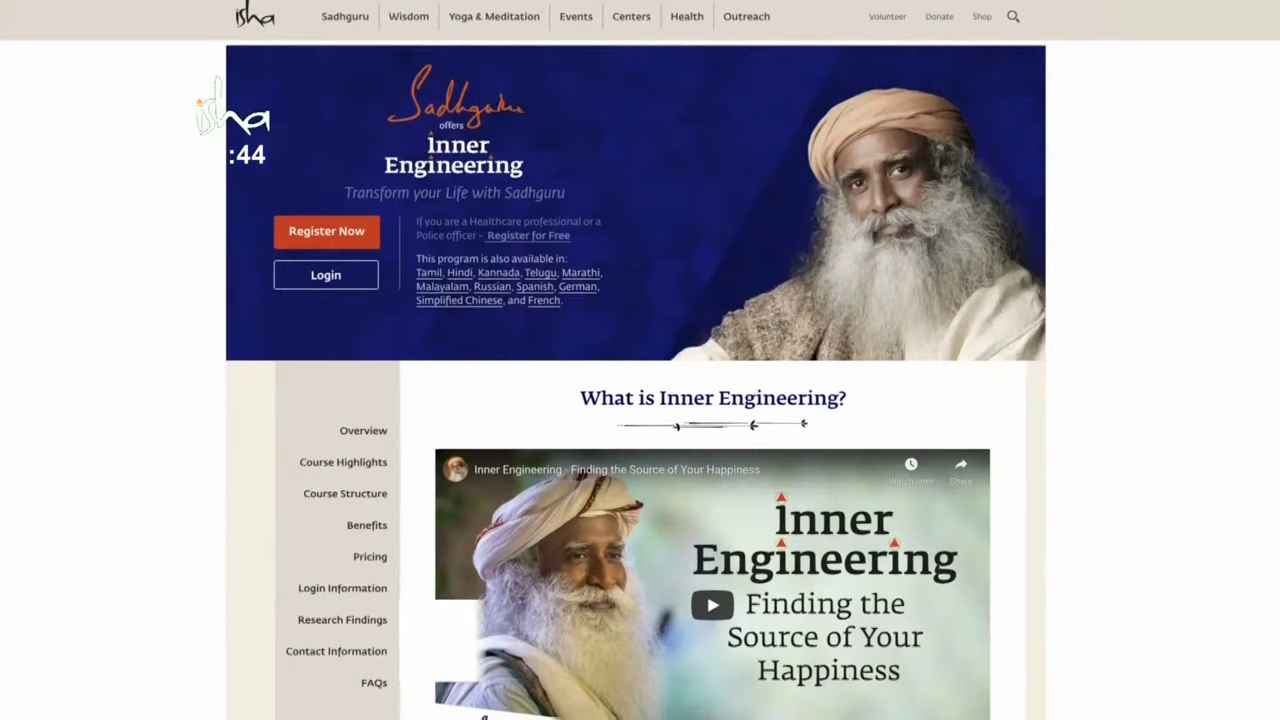 isha
Sadhguru
Wisdom
Yoga & Meditation
Events
Centers
Health
Outreach
Volunteer
Donate
Shop
isha
:44
Sadhguru
offers
inner
Engineering
Transform your Life with Sadhguru
Register Now
Login
If you are a Healthcare professional or a
Police officer - Register for Free
This program is also available in:
Tamil, Hindi, Kannada, Telugu, Marathi,
Malayalam, Russian, Spanish, German,
Simplified Chinese, and French.
Overview
Course Highlights
Course Structure
Benefits
Pricing
Login Information
Research Findings
Contact Information
FAQs
What is Inner Engineering?
Inner Engineering - Finding the Source of Your Happiness
Watch later
Share
inner
Engineering
Finding the
Source of Your
Happiness